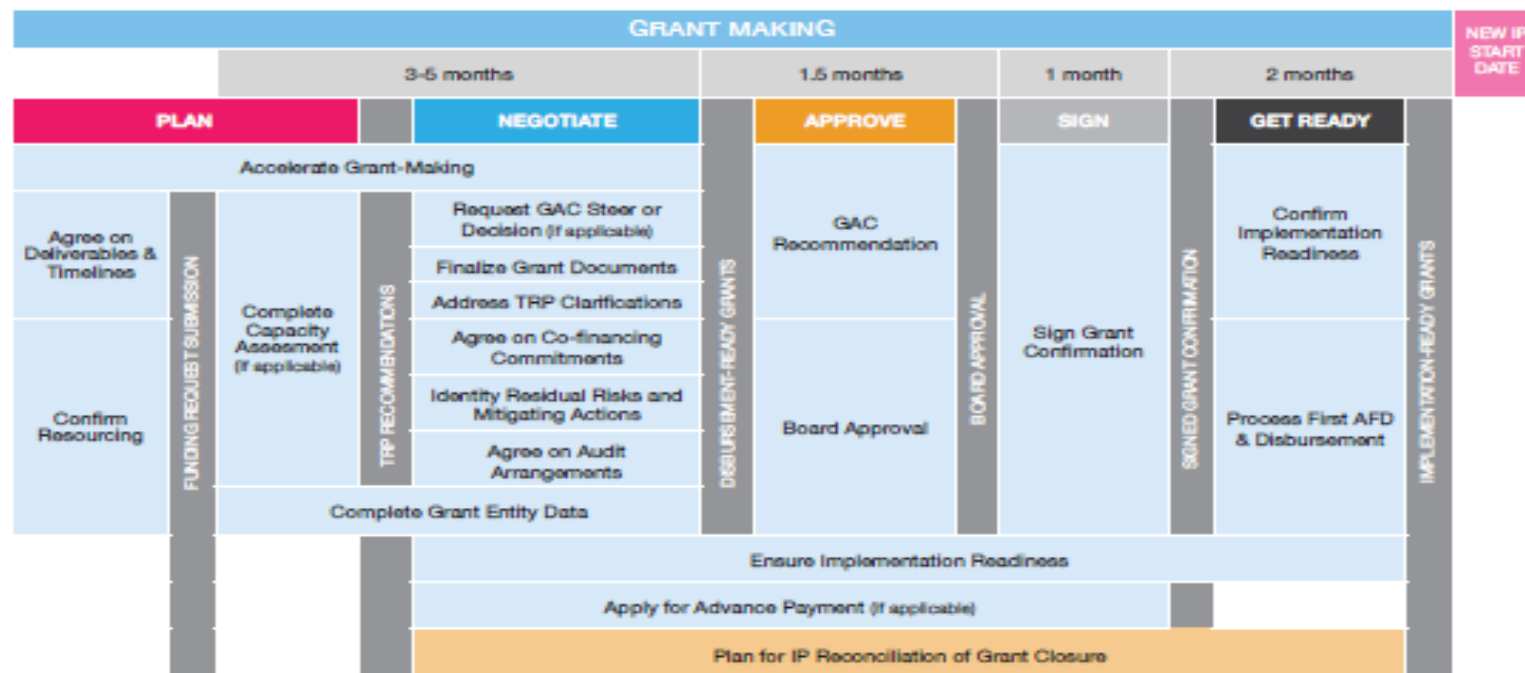 GRANT MAKING
NEW IP
START
DATE
3-5 months
1.5 months
1 month
2 months
PLAN
NEGOTIATE
APPROVE
SIGN
GET READY
Accelerate Grant-Making
Agree on
Deliverables &
Timelines
Confirm
Resourcing
FUNDING REQUEST SUBMISSION
Complete
Capacity
Assesment
(if applicable)
TRP RECOMMENDATIONS
Request GAC Steer or
Decision (if applicable)
Finalize Grant Documents
Address TRP Clarifications
Agree on Co-financing
Commitments
Identity Residual Risks and
Mitigating Actions
Agree on Audit
Arrangements
Complete Grant Entity Data
DISBURSEMENT-READY GRANTS
GAC
Recommendation
Board Approval
BOARD APPROVAL
Sign Grant
Confirmation
SIGNED GRANT CONFIRMATION
Confirm
Implementation
Readiness
Process First AFD
& Disbursement
IMPLEMENTATION-READY GRANTS
Ensure Implementation Readiness
Apply for Advance Payment (if applicable)
Plan for IP Reconciliation of Grant Closure